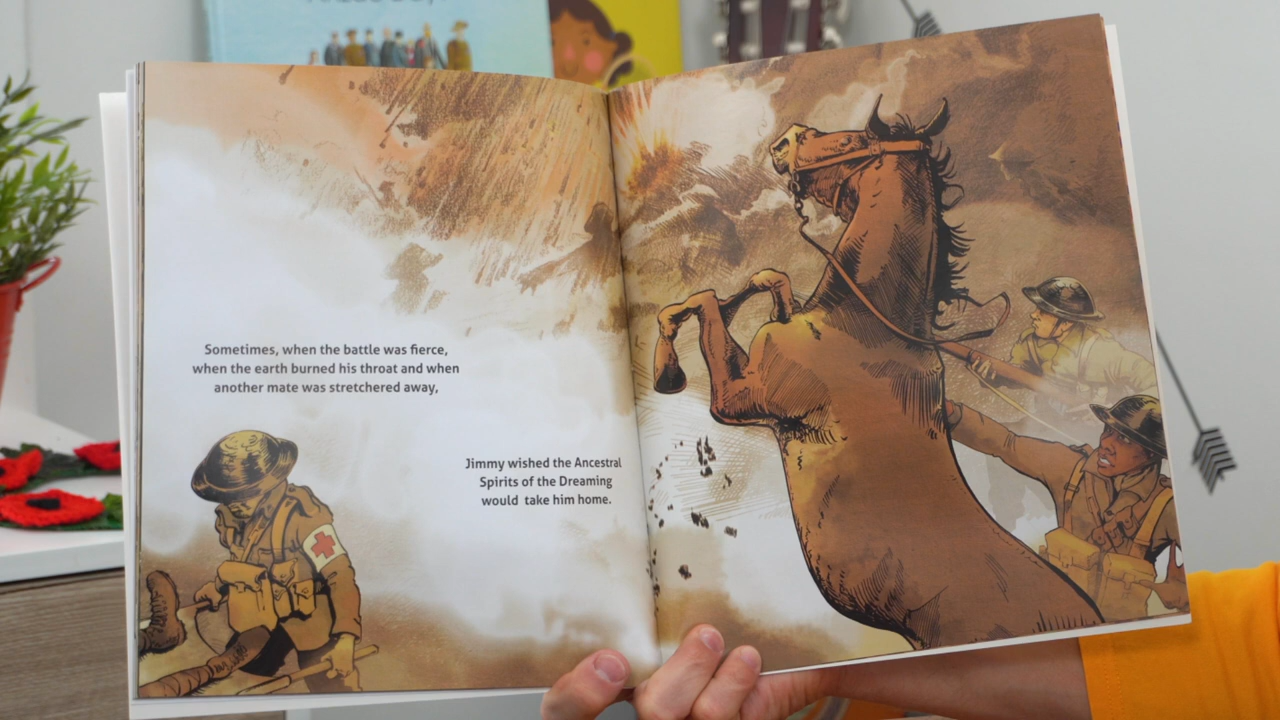 Sometimes, when the battle was fierce,
when the earth burned his throat and when
another mate was stretchered away,
Jimmy wished the Ancestral
Spirits of the Dreaming
would take him home.